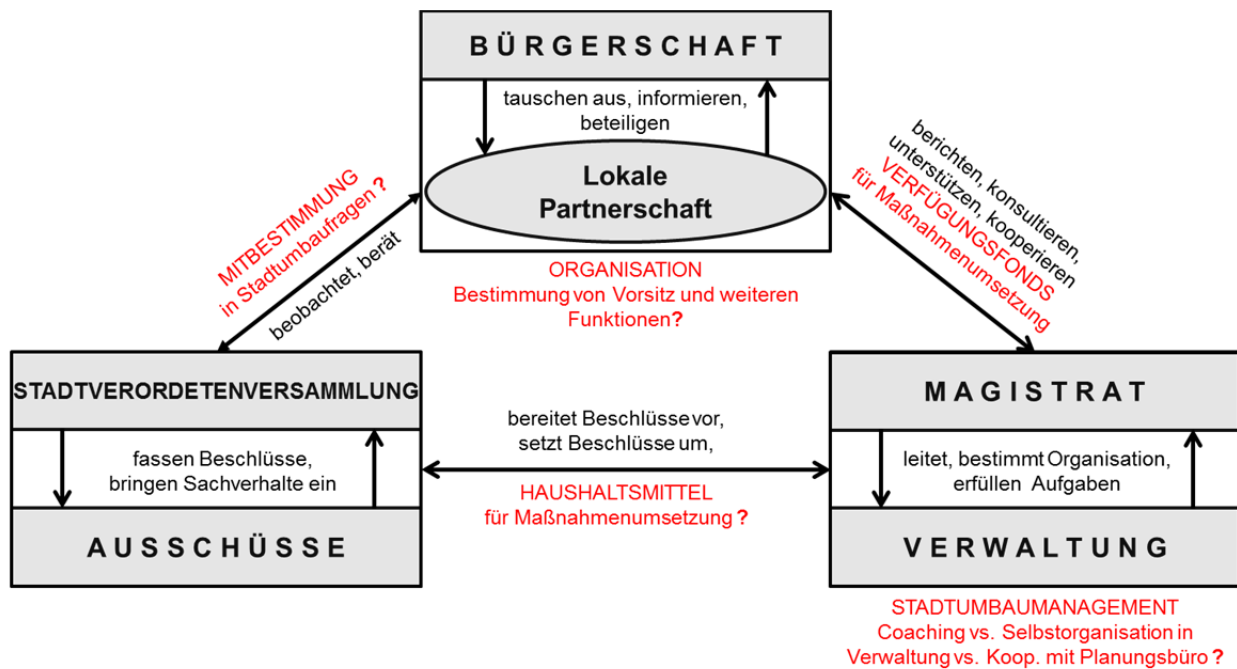 BÜRGERSCHAFT
tauschen aus, informieren,
beteiligen
Lokale
Partnerschaft
MITBESTIMMUNG
in Stadtumbaufragen ?
beobachtet, berät
berichten, konsultieren,
unterstützen, kooperieren
VERFÜGUNGSFONDS
für Maßnahmenumsetzung
ORGANISATION
Bestimmung von Vorsitz und weiteren
Funktionen?
STADTVERORDETENVERSAMMLUNG
fassen Beschlüsse,
bringen Sachverhalte ein
AUSSCHÜSSE
bereitet Beschlüsse vor,
setzt Beschlüsse um,
HAUSHALTSMITTEL
für Maßnahmenumsetzung ?
MAGISTRAT
leitet, bestimmt Organisation,
erfüllen Aufgaben
VERWALTUNG
STADTUMBAUMANAGEMENT
Coaching vs. Selbstorganisation in
Verwaltung vs. Koop. mit Planungsbüro ?